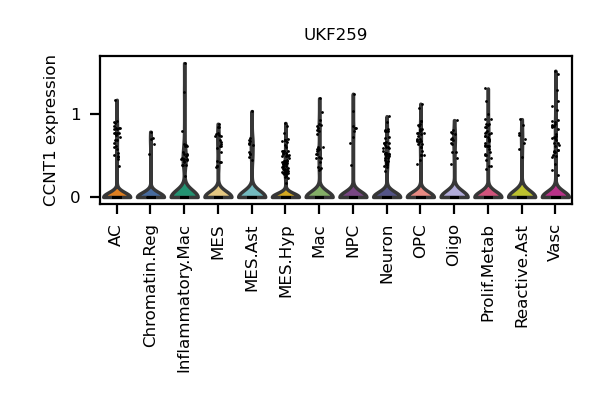 UKF259
CCNT1 expression
1
0
AC
Chromatin.Reg
Inflammatory.Mac
MES
MES.Ast
MES.Hyp
Mac
NPC
Neuron
OPC
Oligo
Prolif.Metab
Reactive.Ast
Vasc